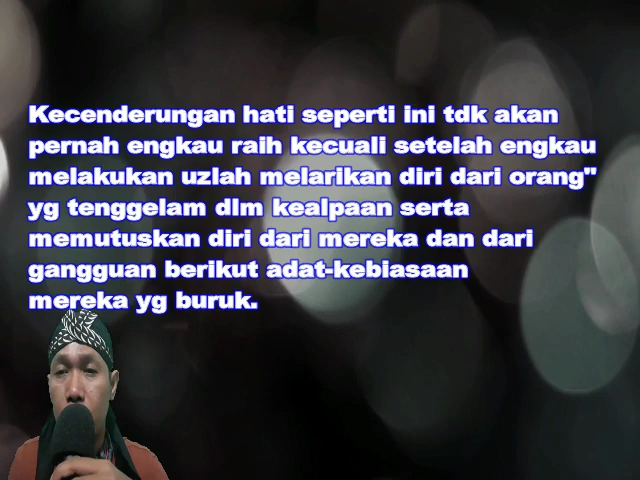 Kecenderungan hati seperti ini tdk akan
pernah engkau raih kecuali setelah engkau
melakukan uzlah melarikan diri dari orang"
yg tenggelam dlm kealpaan serta
memutuskan diri dari mereka dan dari
gangguan berikut adat-kebiasaan
mereka yg buruk.